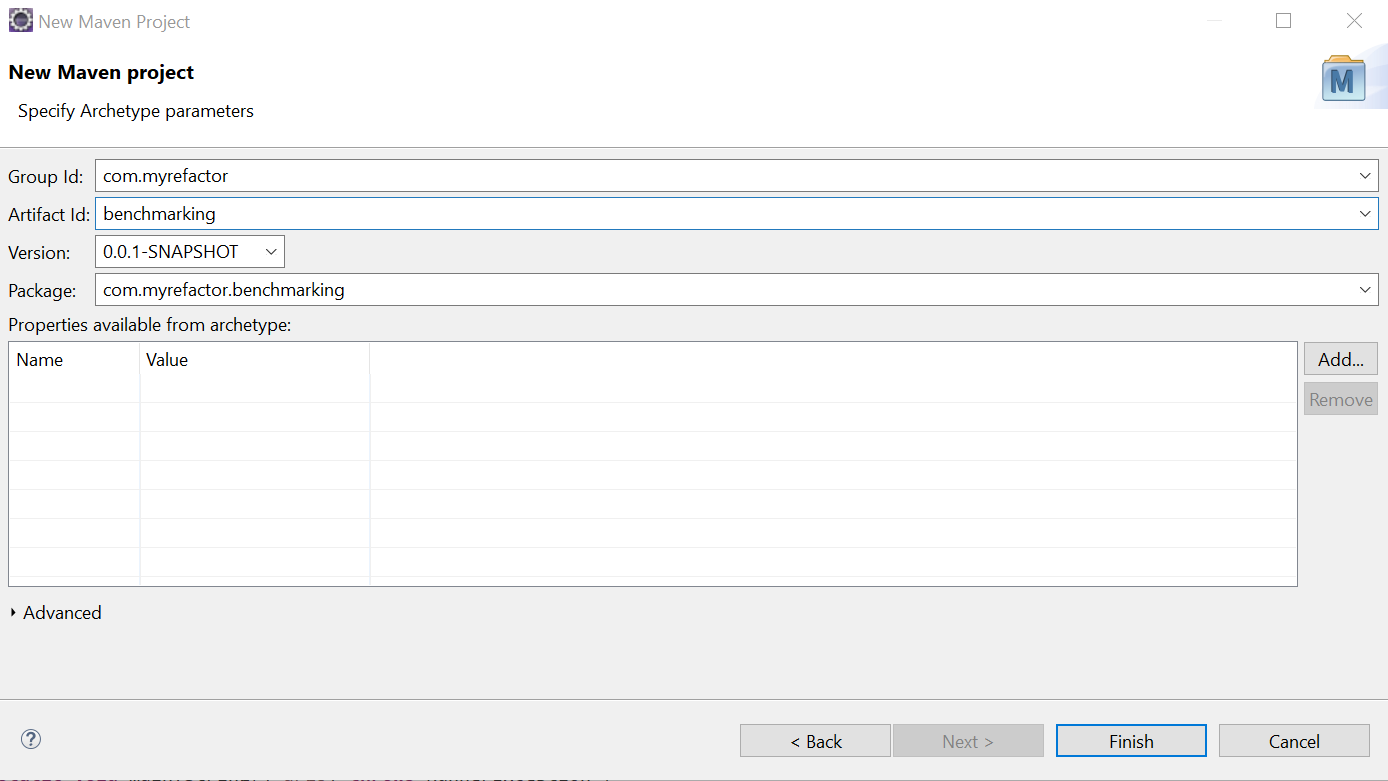 New Maven Project
New Maven project
Specify Archetype parameters
M
Group Id: com.myrefactor
Artifact Id: benchmarking
Version: 0.0.1-SNAPSHOT
Package: com.myrefactor.benchmarking
Properties available from archetype:
Name Value
Add...
Remove
Advanced
? < Back Next > Finish Cancel